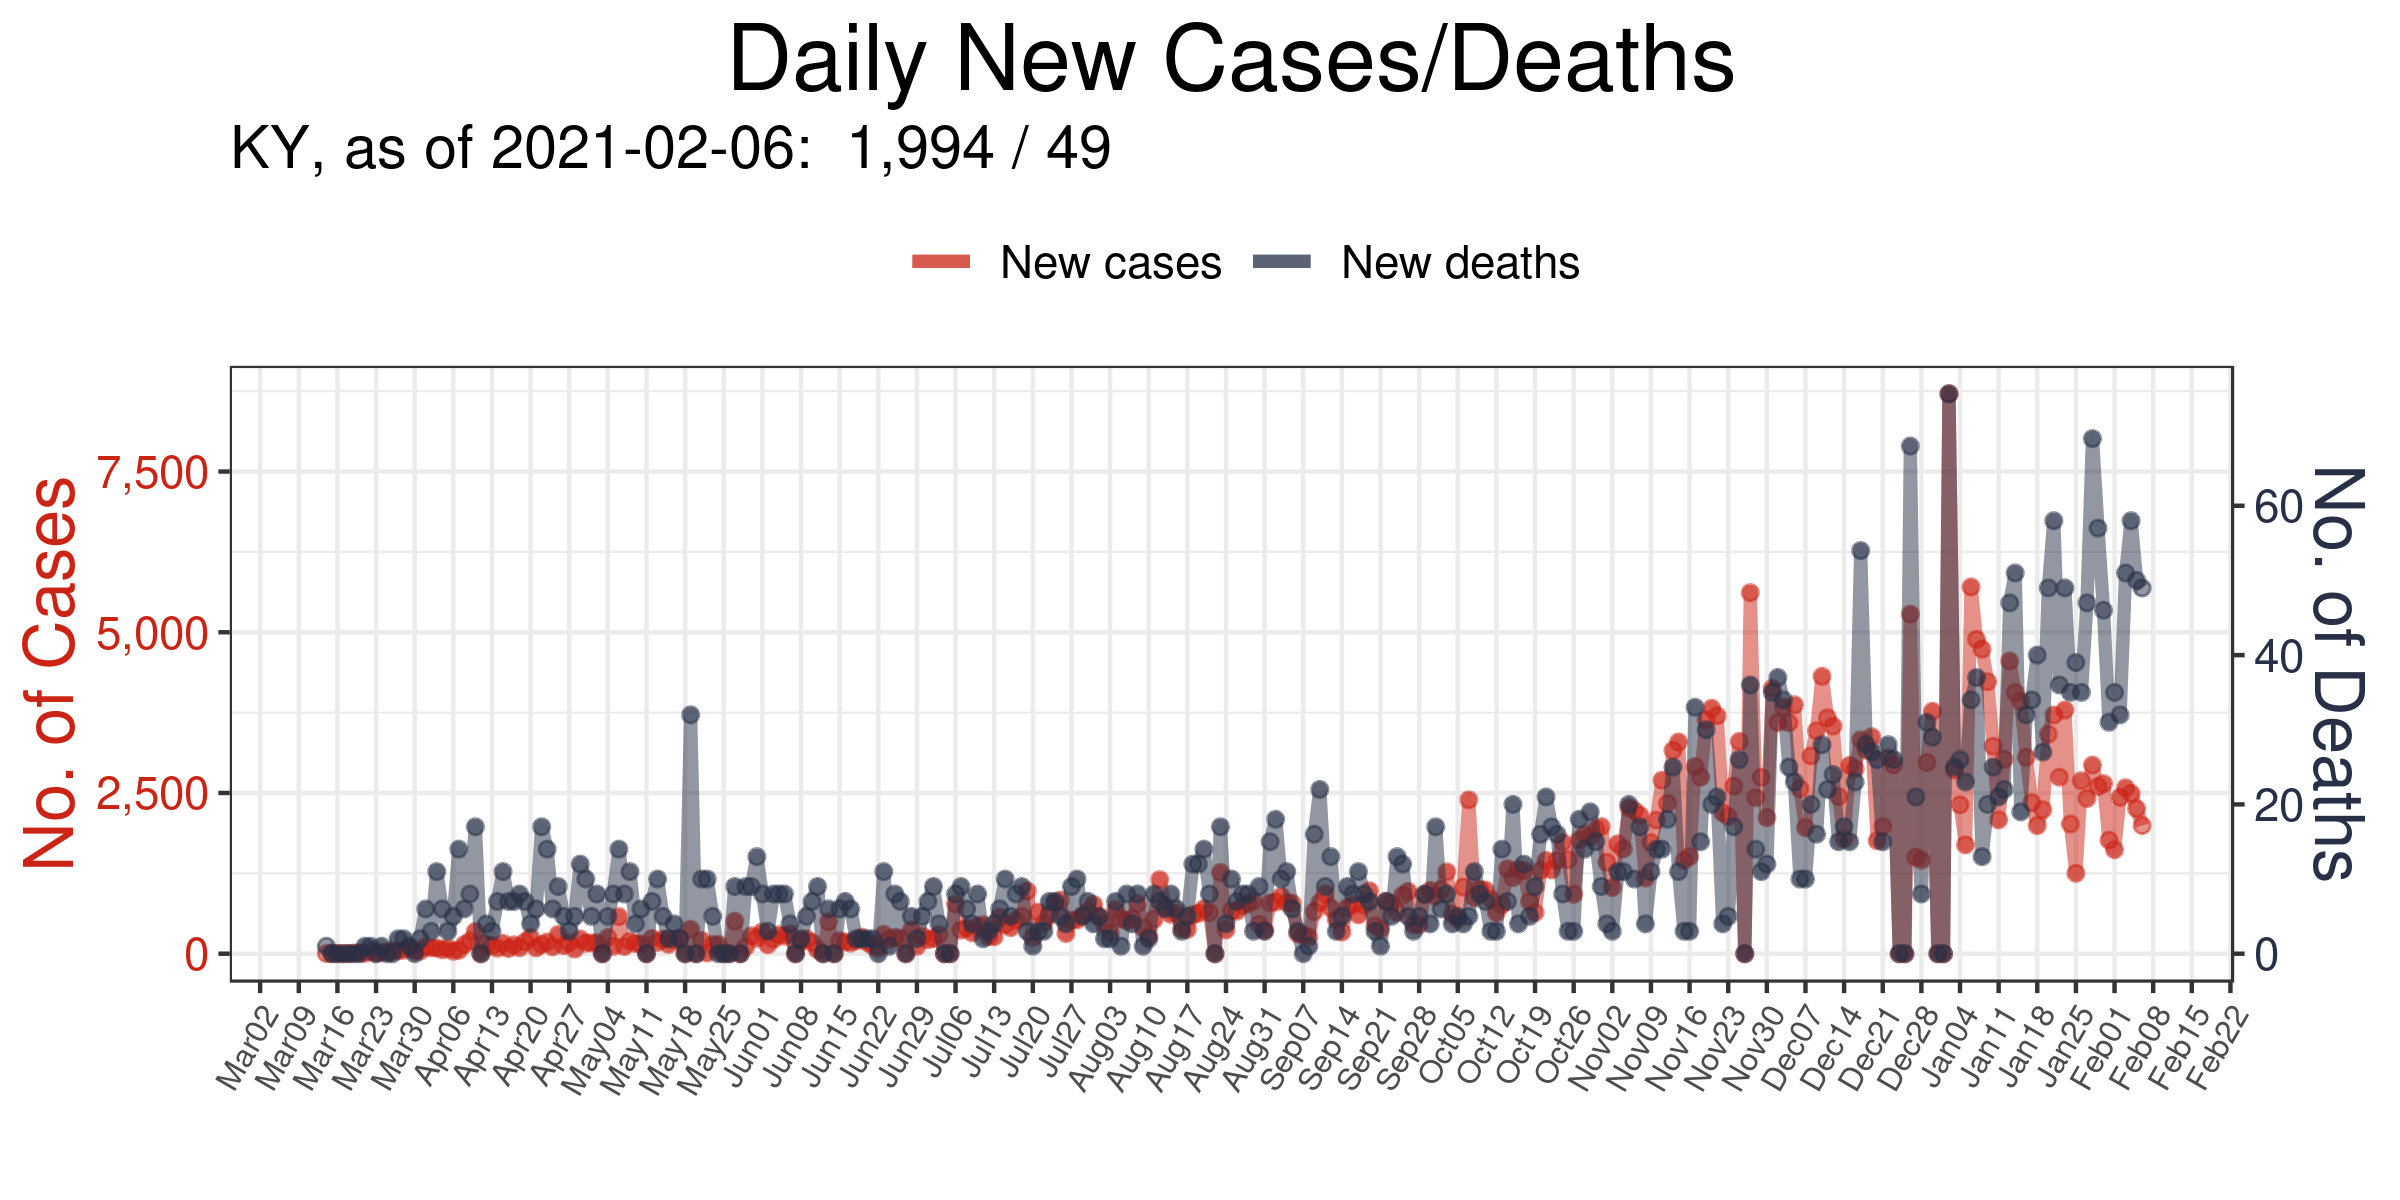 Daily New Cases/Deaths
KY, as of 2021-02-06: 1,994 / 49
New cases New deaths
No. of Cases
7,500
5,000
2,500
0
60
40
20
0
No. of Deaths
Mar02 Mar09 Mar16 Mar23 Mar30 Apr06 Apr13 Apr20 Apr27 May04 May11 May18 May25 Jun01 Jun08 Jun15 Jun22 Jun29 Jul06 Jul13 Jul20 Jul27 Aug03 Aug10 Aug17 Aug24 Aug31 Sep07 Sep14 Sep21 Sep28 Oct05 Oct12 Oct19 Oct26 Nov02 Nov09 Nov16 Nov23 Nov30 Dec07 Dec14 Dec21 Dec28 Jan04 Jan11 Jan18 Jan25 Feb01 Feb08 Feb15 Feb22